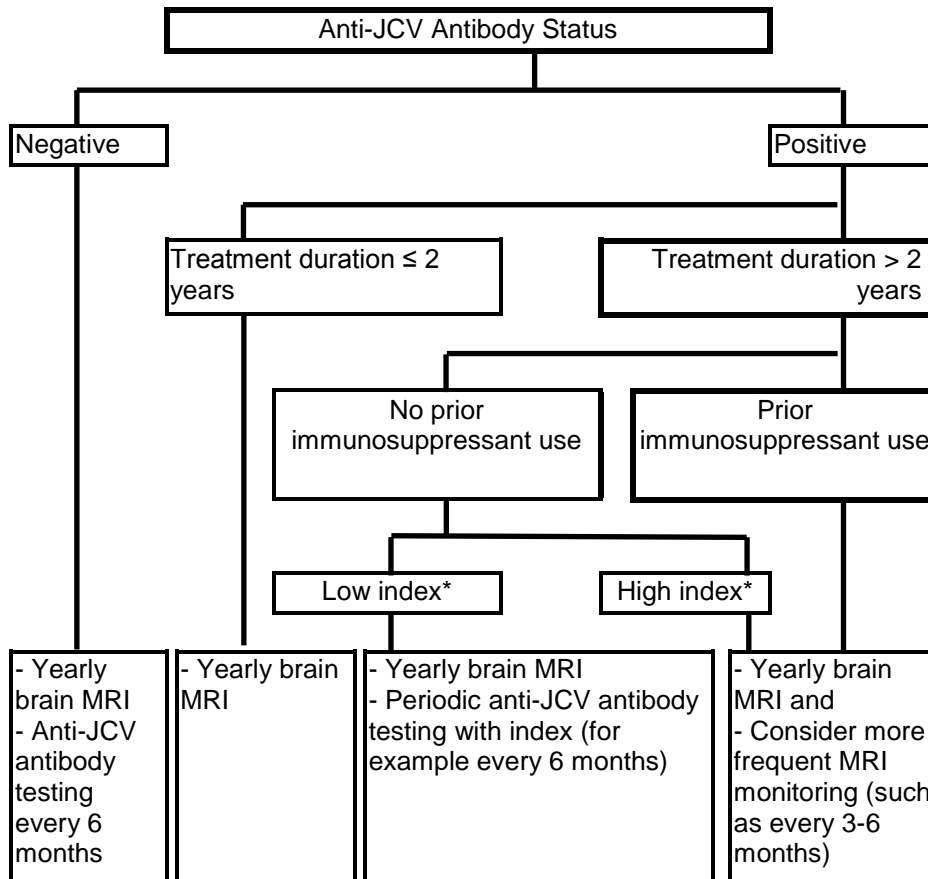 Anti-JCV Antibody Status
Negative
Positive
Treatment duration ≤ 2
years
Treatment duration > 2
years
No prior
immunosuppressant use
Prior
immunosuppressant use
Low index*
High index*
- Yearly
brain MRI
- Anti-JCV
antibody
testing
every 6
months
- Yearly brain
MRI
- Yearly brain MRI
- Periodic anti-JCV antibody
testing with index (for
example every 6 months)
- Yearly brain
MRI and
- Consider more
frequent MRI
monitoring (such
as every 3-6
months)